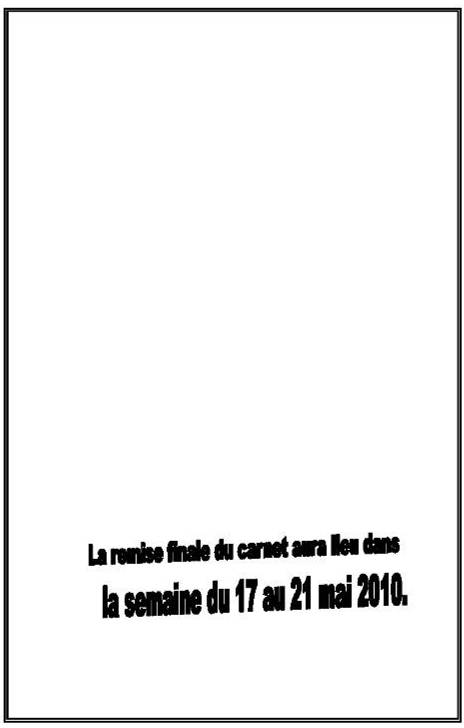 La remise finale du carnet aura lieu dans
la semaine du 17 au 21 mai 2010.